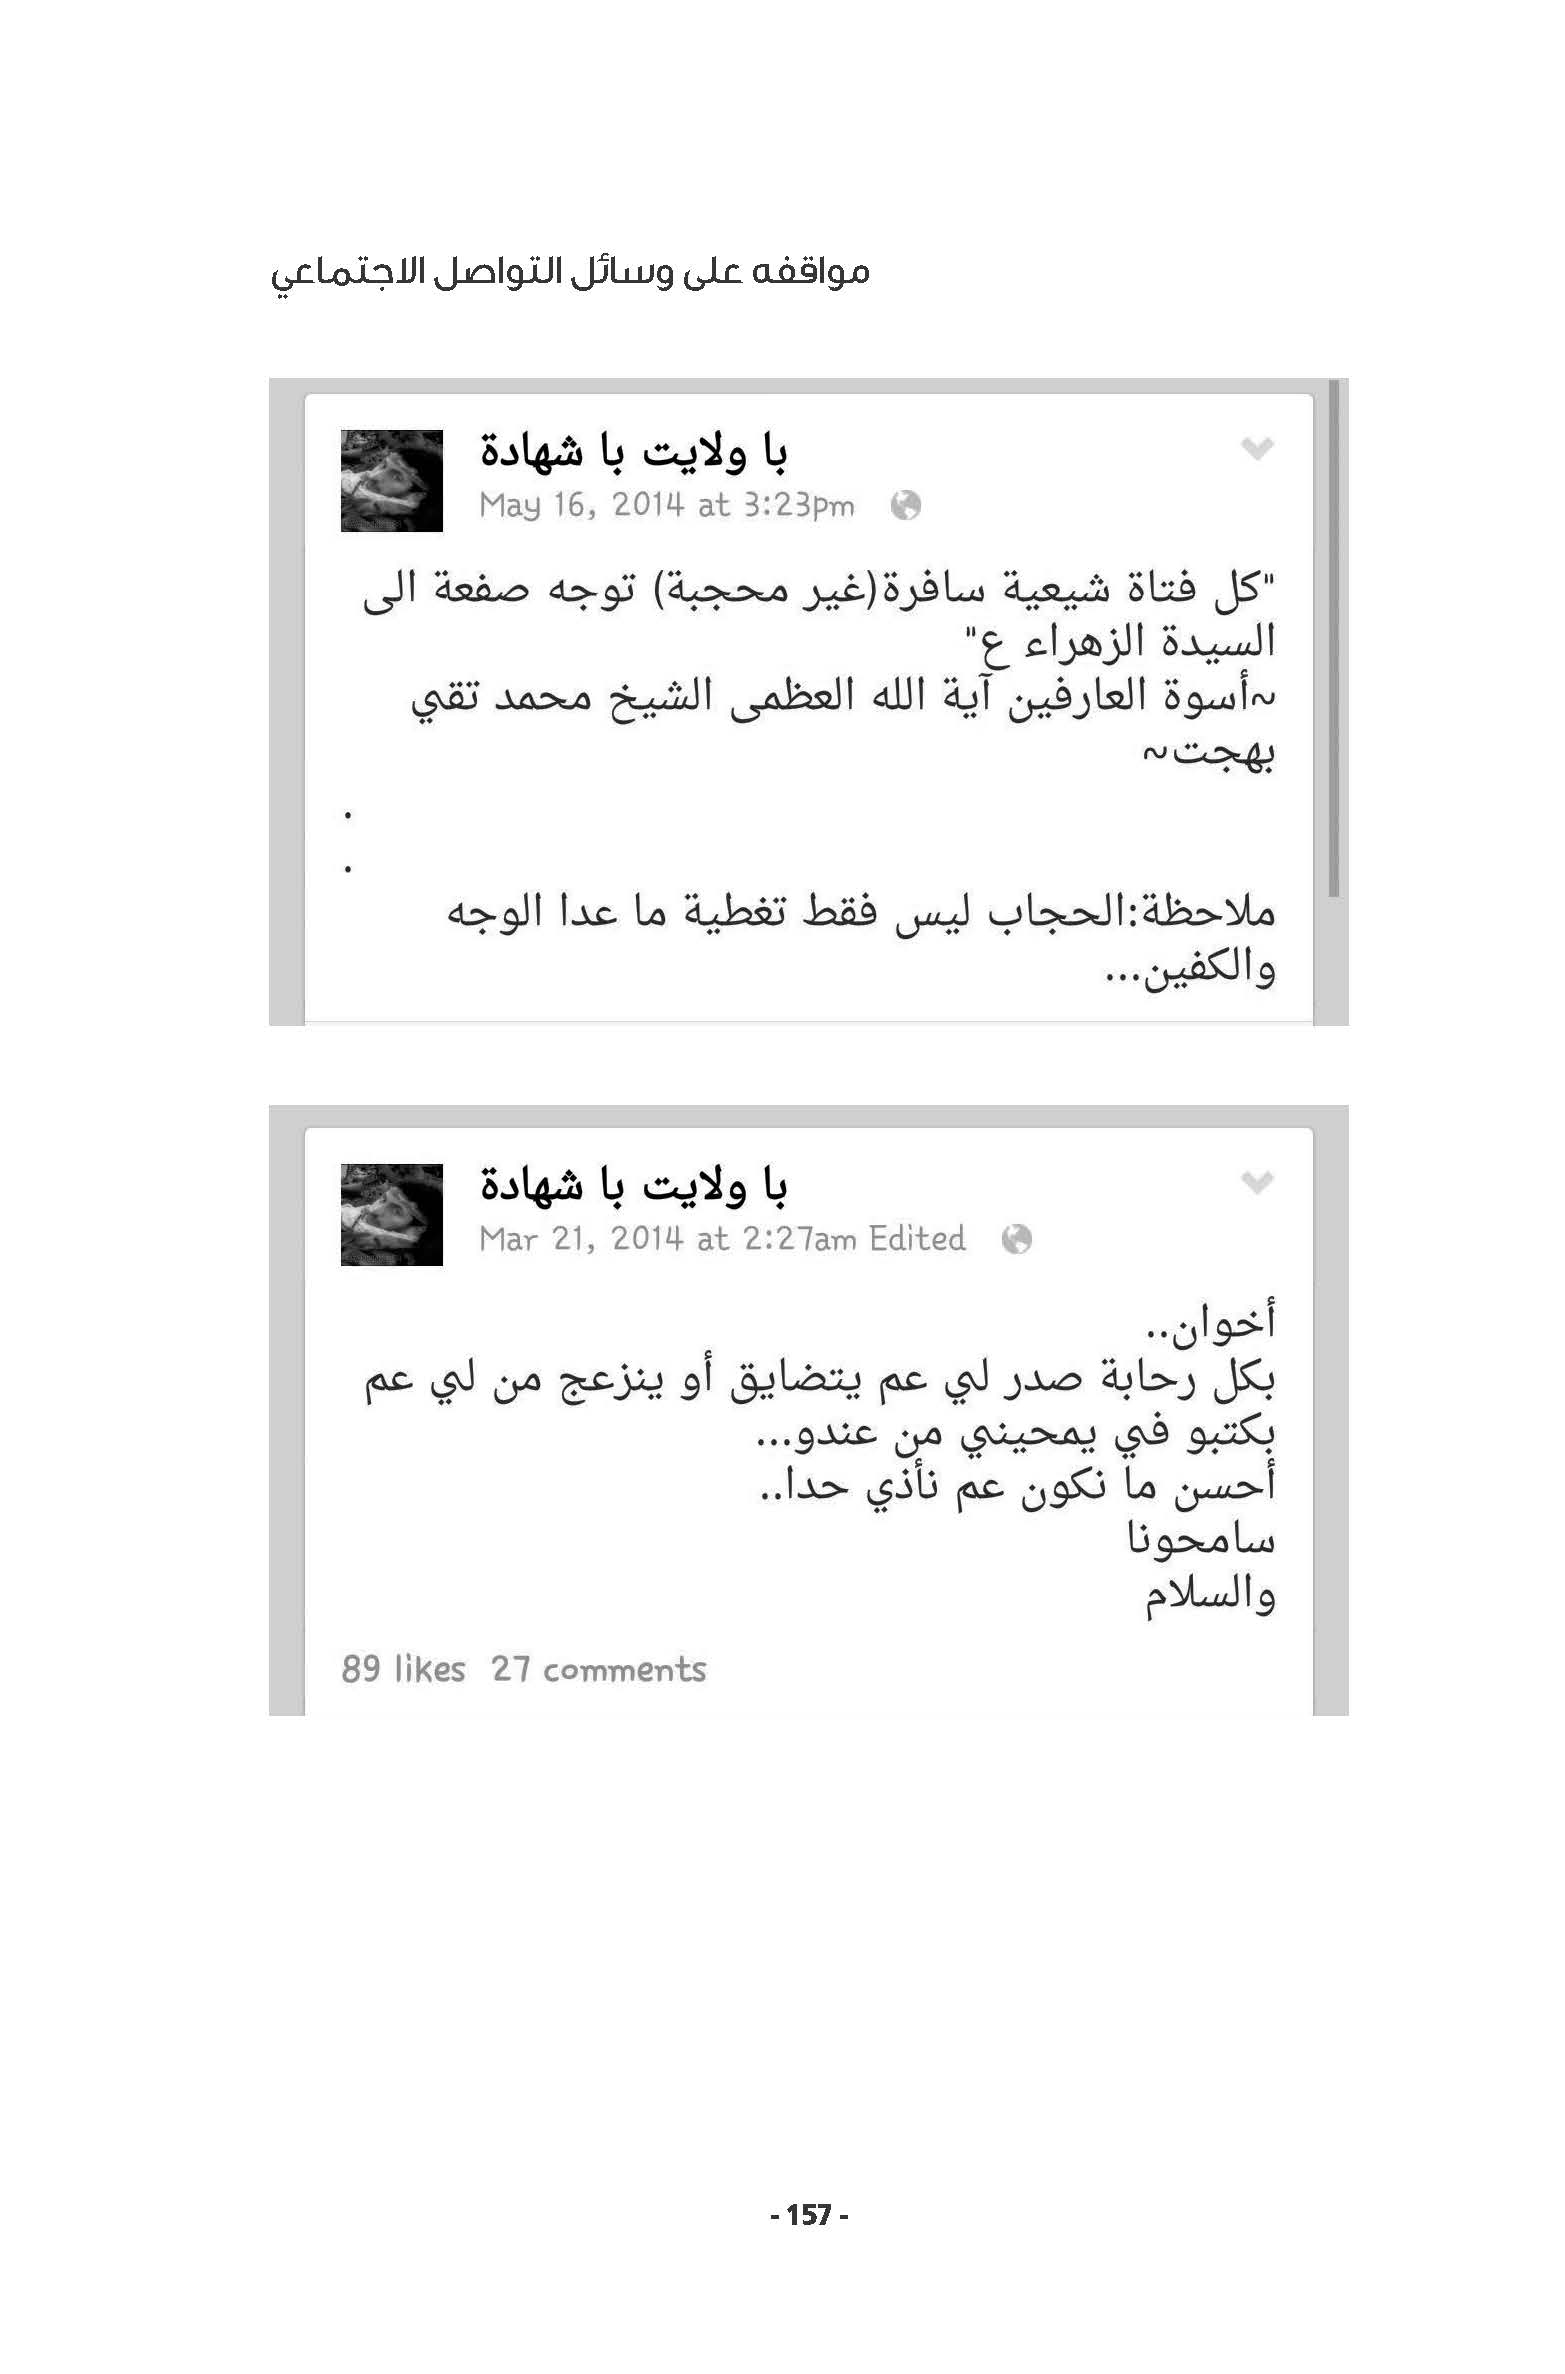 مواقفه على وسائل التواصل الاجتماعي
با ولايت با شهادة
May 16, 2014 at 3:23pm
"كل فتاة شيعية سافرة(غير محجبة) توجه صفعة الى
السيدة الزهراء ع"
~أسوة العارفين آية الله العظمى الشيخ محمد تقي
بهجت~
.
.
ملاحظة:الحجاب ليس فقط تغطية ما عدا الوجه
والكفين...
با ولايت با شهادة
Mar 21, 2014 at 2:27am Edited
أخوان..
بكل رحابة صدر لي عم يتضايق أو ينزعج من لي عم
بكتبو في يمحيني من عندو...
أحسن ما نكون عم نأذي حدا..
سامحونا
والسلام
89 likes 27 comments
- 157 -